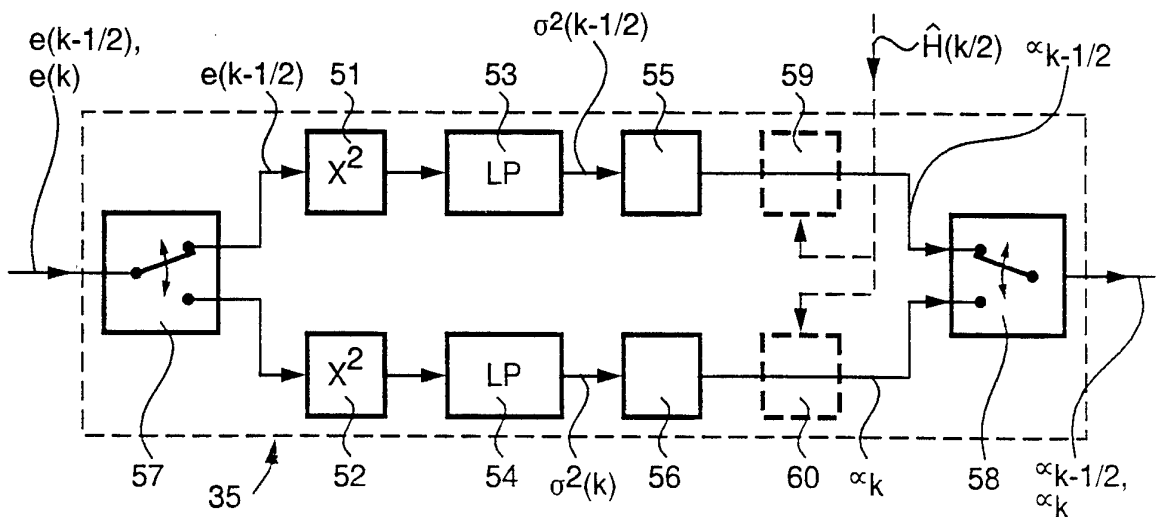 e(k-1/2),
e(k)
e(k-1/2)
51
53
σ²(k-1/2)
55
59
Ĥ(k/2)
∝k-1/2
X²
LP
X²
LP
57
35
52
54
σ²(k)
56
60
∝k
58
∝k-1/2,
∝k